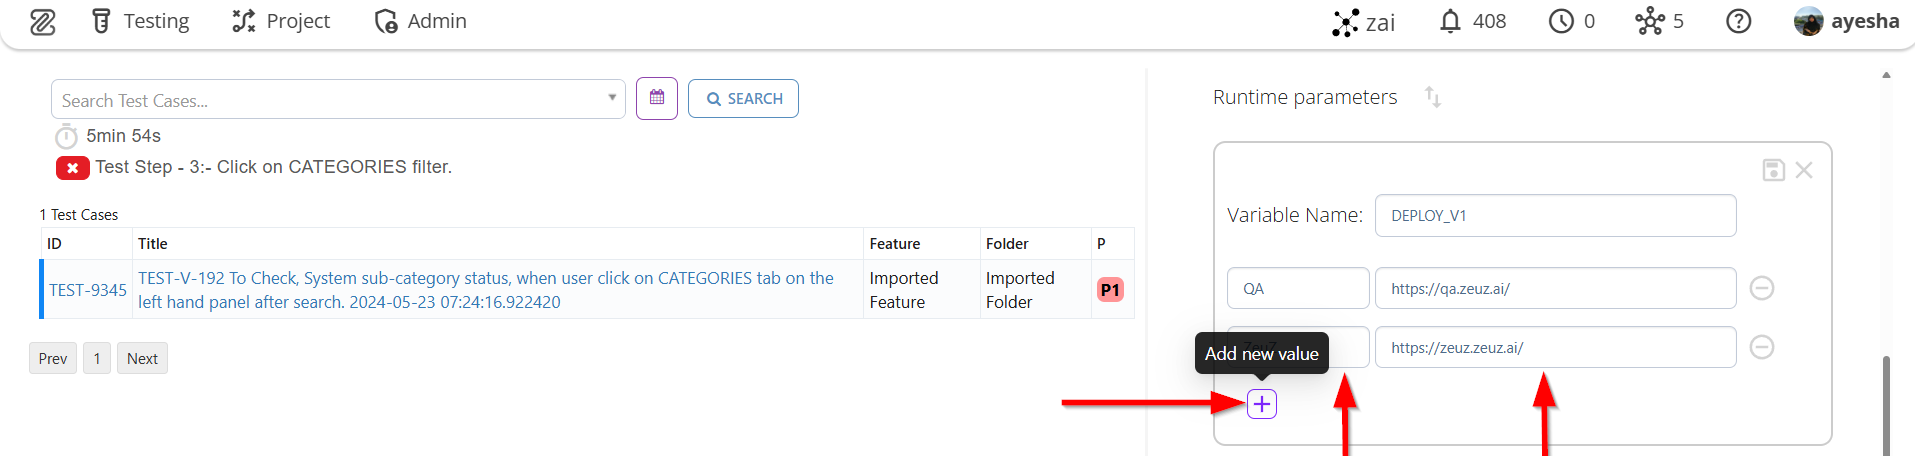 Testing Project Admin zai 408 0 5 ayesha
Search Test Cases... SEARCH
5min 54s
Test Step - 3:- Click on CATEGORIES filter.
1 Test Cases
ID Title Feature Folder P
TEST-9345 TEST-V-192 To Check, System sub-category status, when user click on CATEGORIES tab on the left hand panel after search. 2024-05-23 07:24:16.922420 Imported Feature Imported Folder P1
Prev 1 Next
Runtime parameters
Variable Name: DEPLOY_V1
QA https://qa.zeuz.ai/
ZeuZ https://zeuz.zeuz.ai/
Add new value